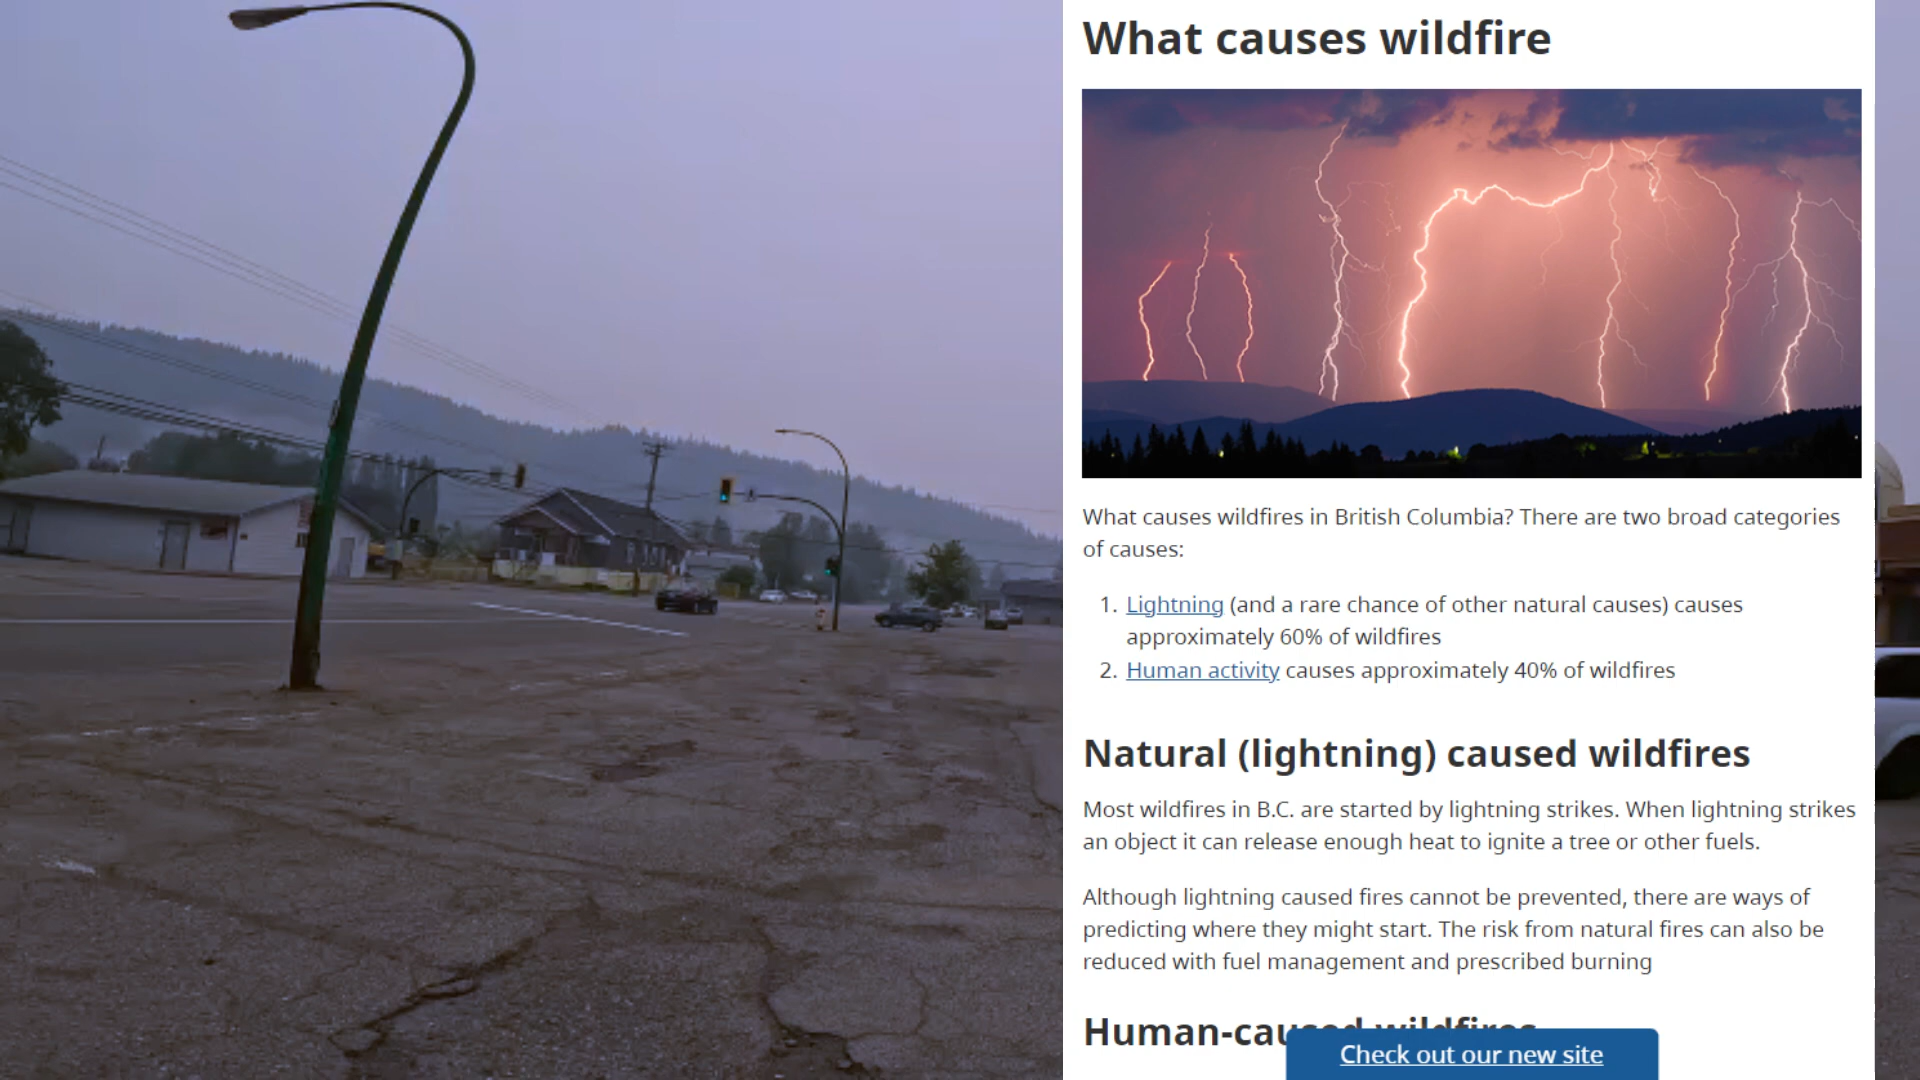 What causes wildfire
What causes wildfires in British Columbia? There are two broad categories
of causes:
1. Lightning (and a rare chance of other natural causes) causes
approximately 60% of wildfires
2. Human activity causes approximately 40% of wildfires
Natural (lightning) caused wildfires
Most wildfires in B.C. are started by lightning strikes. When lightning strikes
an object it can release enough heat to ignite a tree or other fuels.
Although lightning caused fires cannot be prevented, there are ways of
predicting where they might start. The risk from natural fires can also be
reduced with fuel management and prescribed burning
Human-caused wildfires
Check out our new site